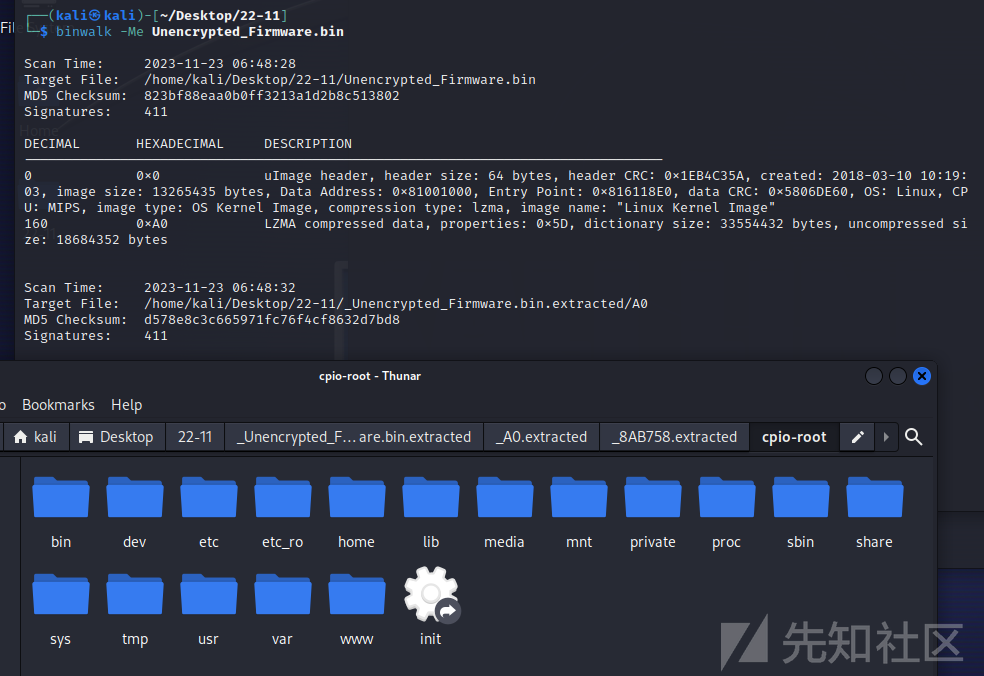 ┌──(kali㉿kali)-[~/Desktop/22-11]
Fil
└─$ binwalk -Me Unencrypted_Firmware.bin
Scan Time:     2023-11-23 06:48:28
Target File:   /home/kali/Desktop/22-11/Unencrypted_Firmware.bin
MD5 Checksum:  823bf88eaa0b0ff3213a1d2b8c513802
Signatures:    411
Home
DECIMAL       HEXADECIMAL     DESCRIPTION
0             0×0             uImage header, header size: 64 bytes, header CRC: 0×1EB4C35A, created: 2018-03-10 10:19:
03, image size: 13265435 bytes, Data Address: 0×81001000, Entry Point: 0×816118E0, data CRC: 0×5806DE60, OS: Linux, CP
U: MIPS, image type: OS Kernel Image, compression type: lzma, image name: "Linux Kernel Image"
160           0×A0            LZMA compressed data, properties: 0×5D, dictionary size: 33554432 bytes, uncompressed si
ze: 18684352 bytes
Scan Time:     2023-11-23 06:48:32
Target File:   /home/kali/Desktop/22-11/_Unencrypted_Firmware.bin.extracted/A0
MD5 Checksum:  d578e8c3c665971fc76f4cf8632d7bd8
Signatures:    411
cpio-root - Thunar
o Bookmarks Help
kali Desktop 22-11 _Unencrypted_F…are.bin.extracted _A0.extracted _8AB758.extracted cpio-root
bin dev etc etc_ro home lib media mnt private proc sbin share
sys tmp usr var www init
先知社区